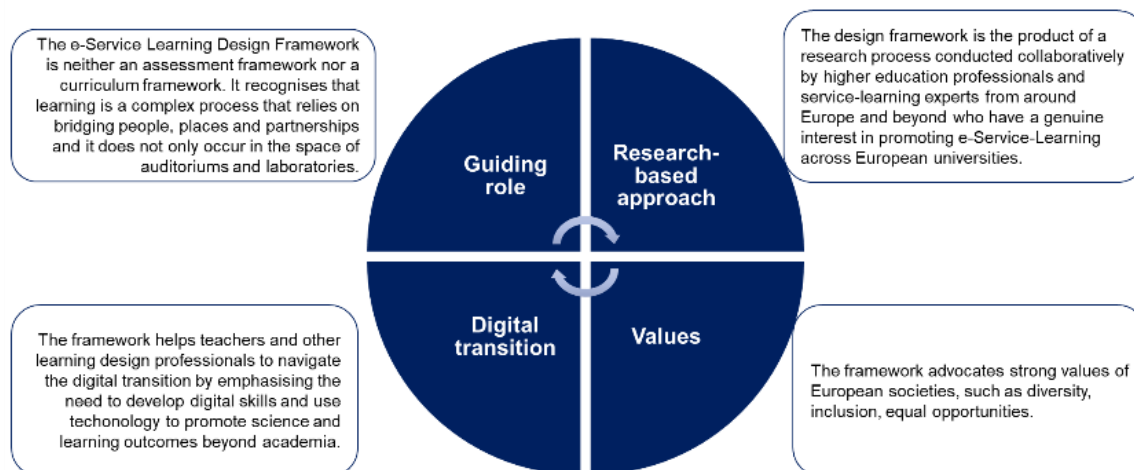 The e-Service Learning Design Framework
is neither an assessment framework nor a
curriculum framework. It recognises that
learning is a complex process that relies on
bridging people, places and partnerships
and it does not only occur in the space of
auditoriums and laboratories.
Guiding
role
Research-
based
approach
The design framework is the product of a
research process conducted collaboratively
by higher education professionals and
service-learning experts from around
Europe and beyond who have a genuine
interest in promoting e-Service-Learning
across European universities.
The framework helps teachers and other
learning design professionals to navigate
the digital transition by emphasising the
need to develop digital skills and use
techonology to promote science and
learning outcomes beyond academia.
Digital
transition
Values
The framework advocates strong values of
European societies, such as diversity,
inclusion, equal opportunities.